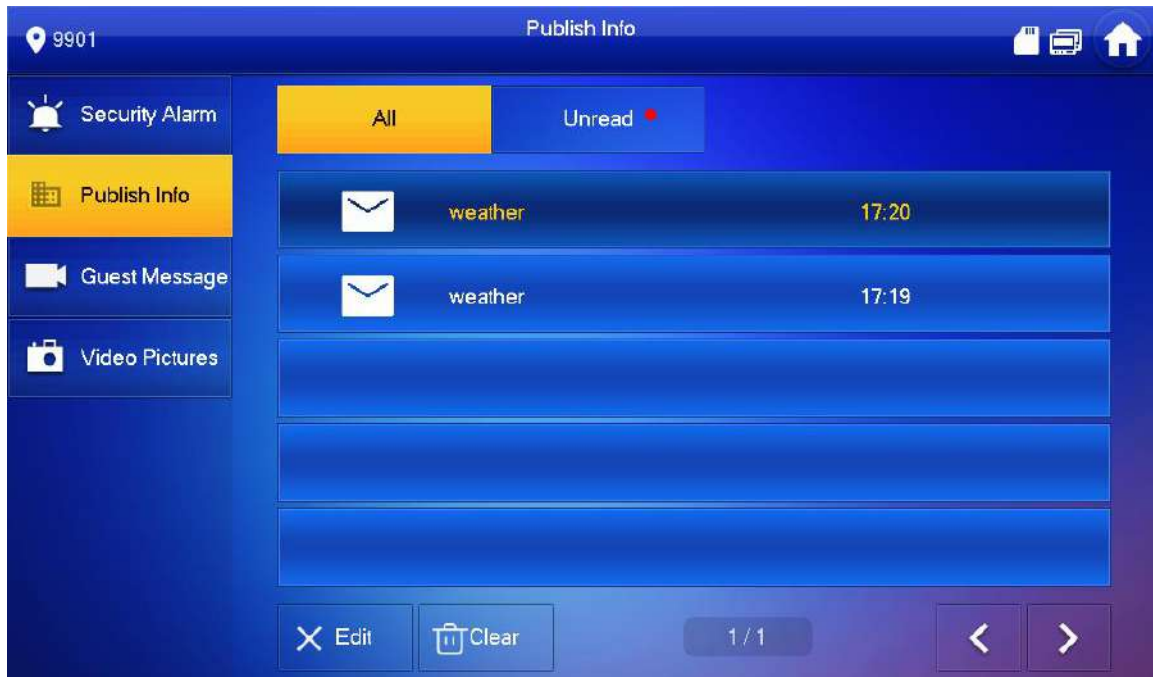 9901
Publish Info
Security Alarm
Publish Info
Guest Message
Video Pictures
All
Unread
weather 17:20
weather 17:19
Edit
Clear
1/1